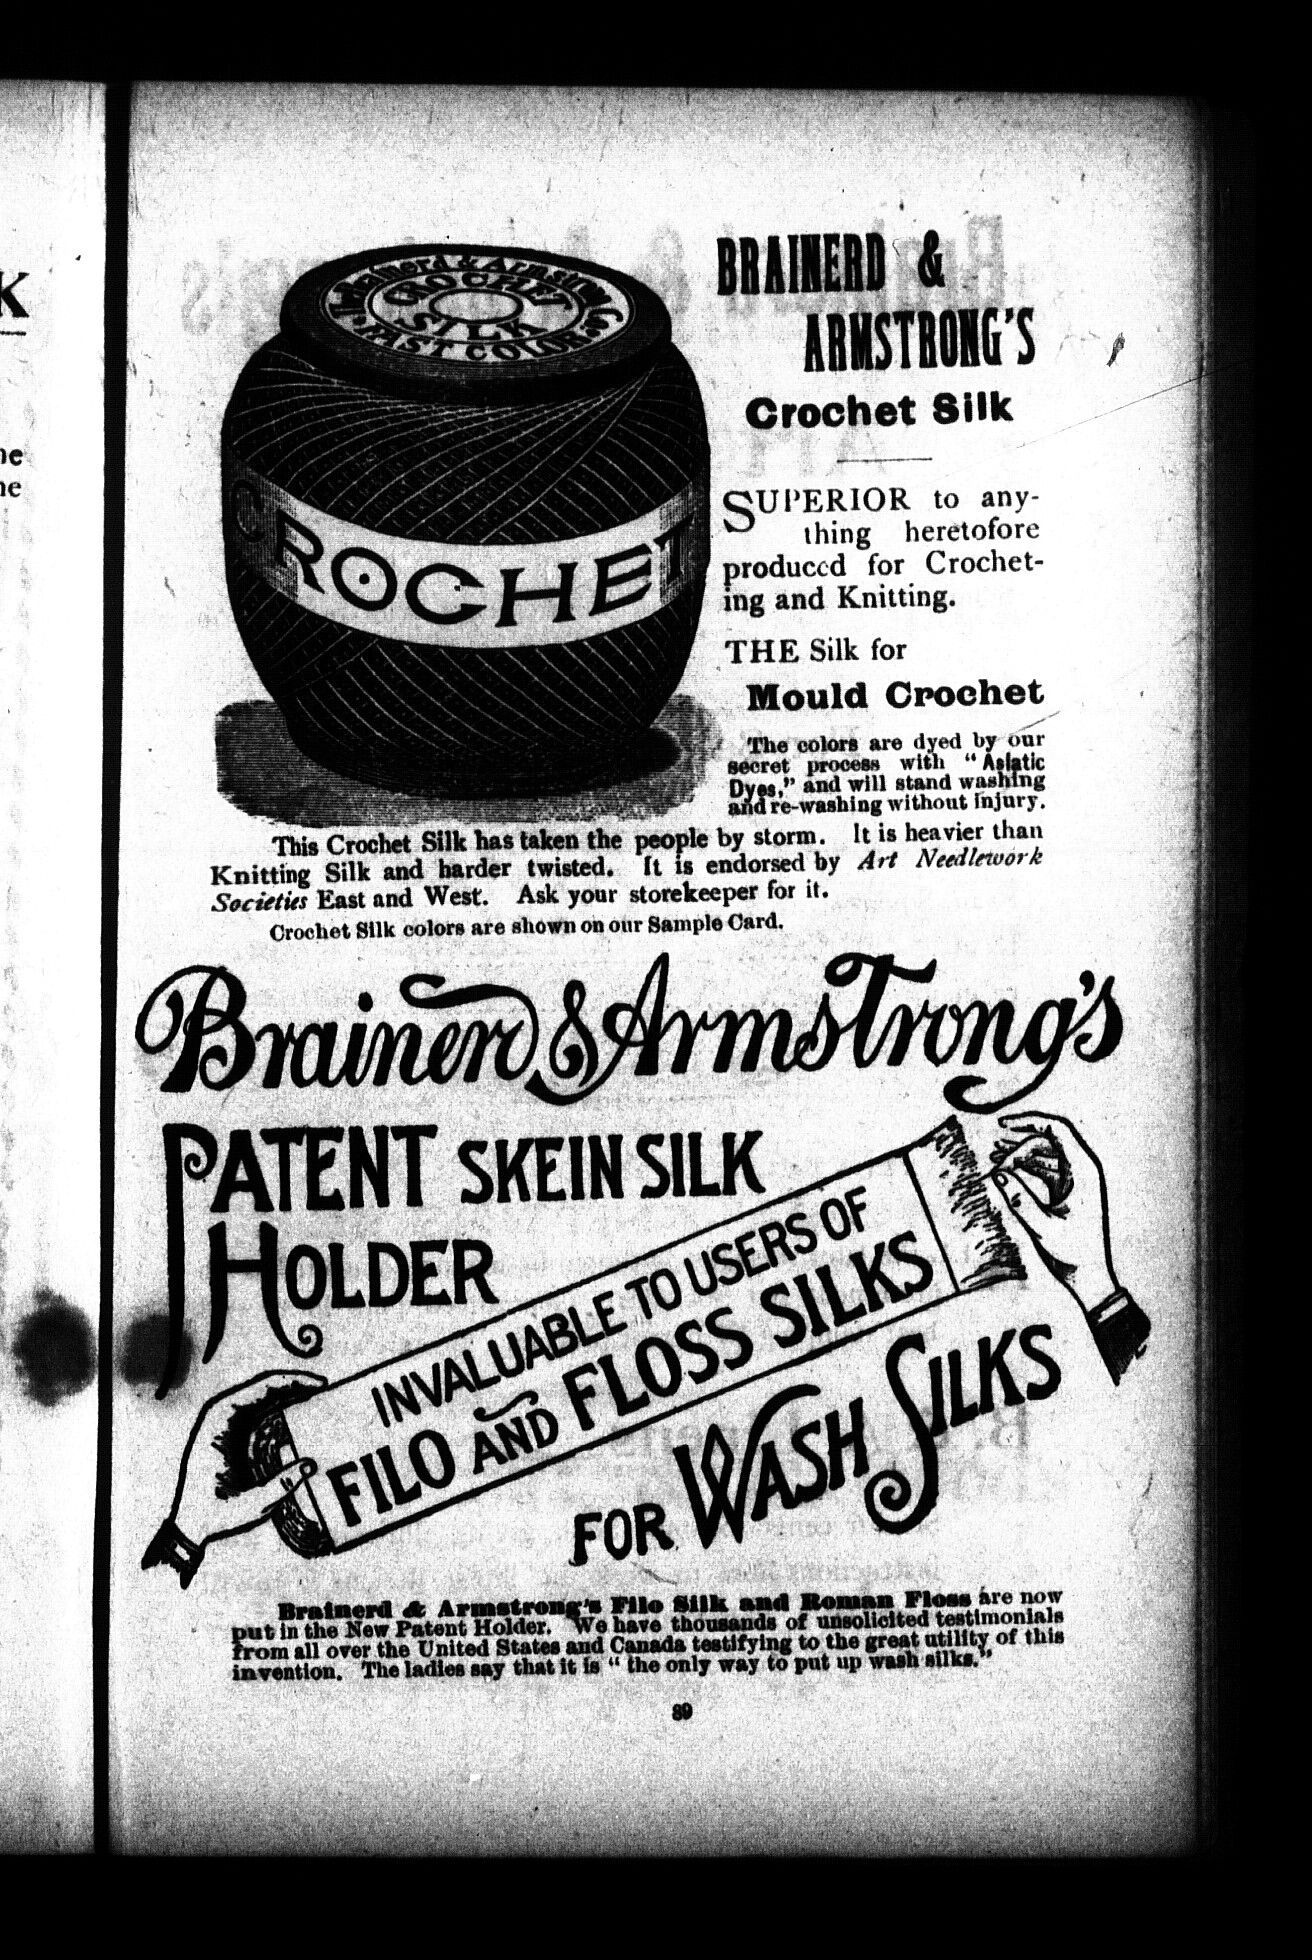 The Brainerd & Armstrong Co's
CROCHET
SILK
FAST COLOR
CROCHET
BRAINERD &
ARMSTRONG'S
Crochet Silk
SUPERIOR to any-
thing heretofore
produced for Crochet-
ing and Knitting.
THE Silk for
Mould Crochet
The colors are dyed by our
secret process with "Asiatic
Dyes," and will stand washing
and re-washing without injury.
This Crochet Silk has taken the people by storm. It is heavier than
Knitting Silk and harder twisted. It is endorsed by Art Needlework
Societies East and West. Ask your storekeeper for it.
Crochet Silk colors are shown on our Sample Card.
Brainerd & Armstrong's
PATENT SKEIN SILK
HOLDER
INVALUABLE TO USERS OF
FILO AND FLOSS SILKS
FOR WASH SILKS
Brainerd & Armstrong's Filo Silk and Roman Floss are now
put in the New Patent Holder. We have thousands of unsolicited testimonials
from all over the United States and Canada testifying to the great utility of this
invention. The ladies say that it is "the only way to put up wash silks."
89